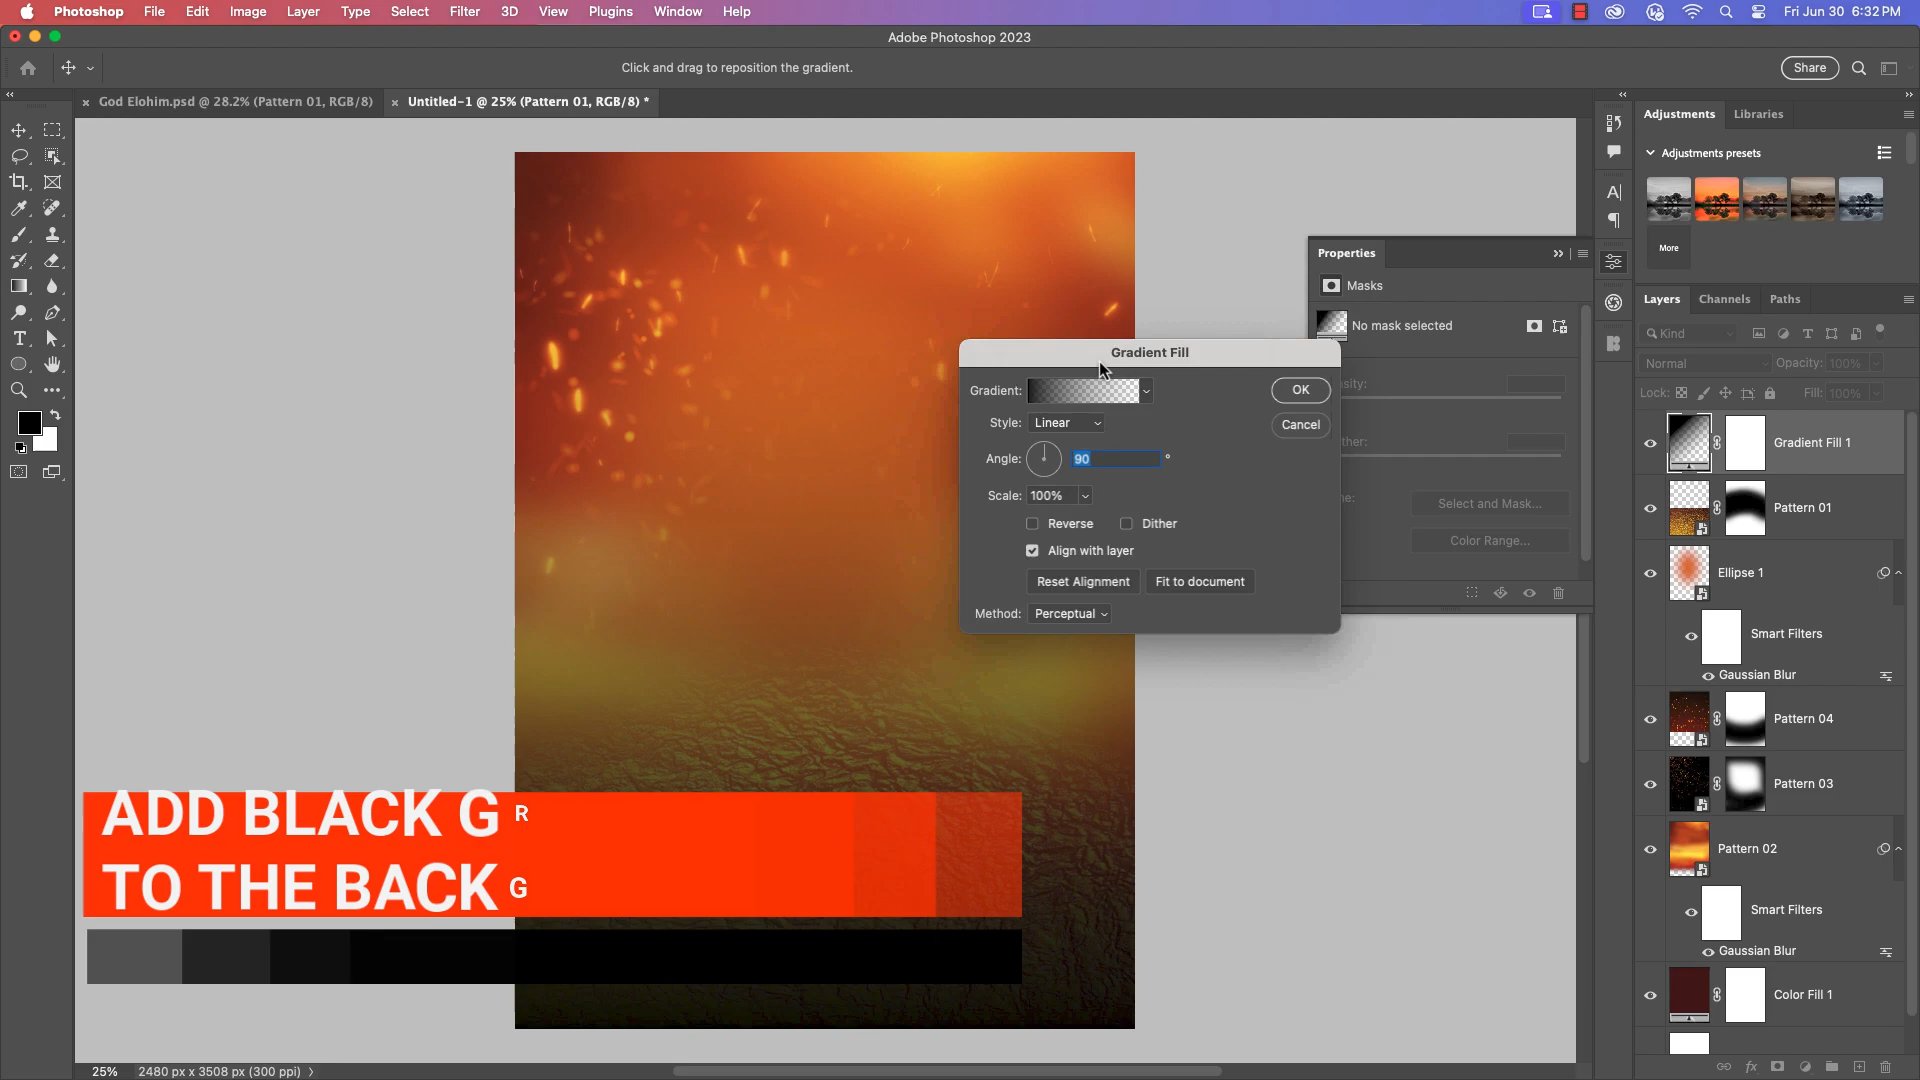 Photoshop File Edit Image Layer Type Select Filter 3D View Plugins Window Help Fri Jun 30 6:32 PM
Adobe Photoshop 2023
Click and drag to reposition the gradient. Share
God Elohim.psd @ 28.2% (Pattern 01, RGB/8) Untitled-1 @ 25% (Pattern 01, RGB/8) *
Adjustments Libraries
Adjustments presets
More
Properties
Masks
No mask selected
Layers Channels Paths
Kind
Normal Opacity: 100%
Lock: Fill: 100%
Gradient Fill
Gradient: OK
Style: Linear Cancel
Angle: 90 °
Scale: 100%
Reverse Dither
Align with layer
Reset Alignment Fit to document
Method: Perceptual
Select and Mask...
Color Range...
Gradient Fill 1
Pattern 01
Ellipse 1
Smart Filters
Gaussian Blur
Pattern 04
Pattern 03
Pattern 02
Smart Filters
Gaussian Blur
Color Fill 1
ADD BLACK G R
TO THE BACK G
25% 2480 px x 3508 px (300 ppi)